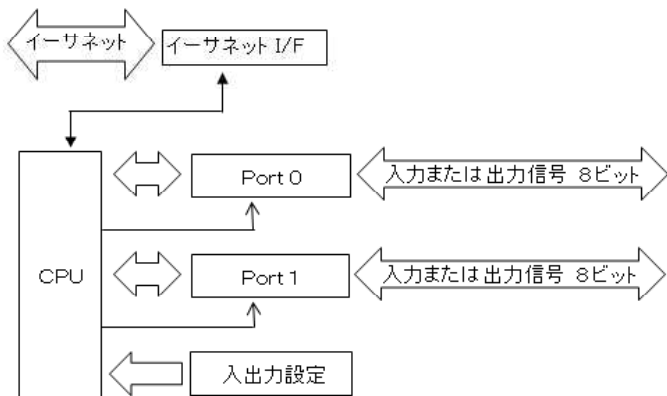 イーサネット
イーサネット I/F
Port 0
入力または出力信号 8ビット
CPU
Port 1
入力または出力信号 8ビット
入出力設定